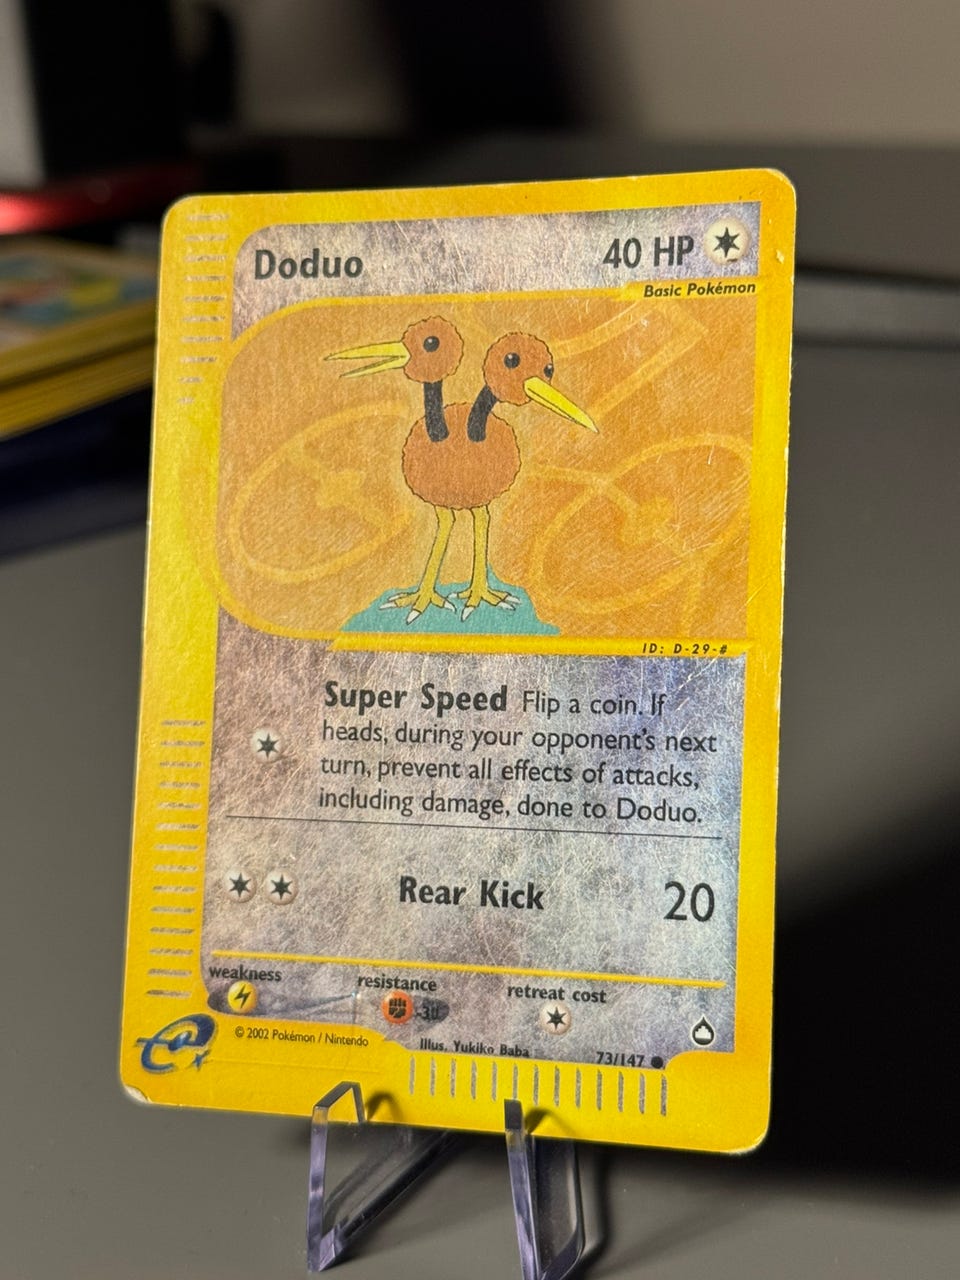 Doduo 40 HP
Basic Pokémon
ID: D-29-#
Super Speed Flip a coin. If
heads, during your opponent's next
turn, prevent all effects of attacks,
including damage, done to Doduo.
Rear Kick 20
weakness resistance retreat cost
-30
© 2002 Pokémon / Nintendo
Illus. Yukiko Baba 73/147
e